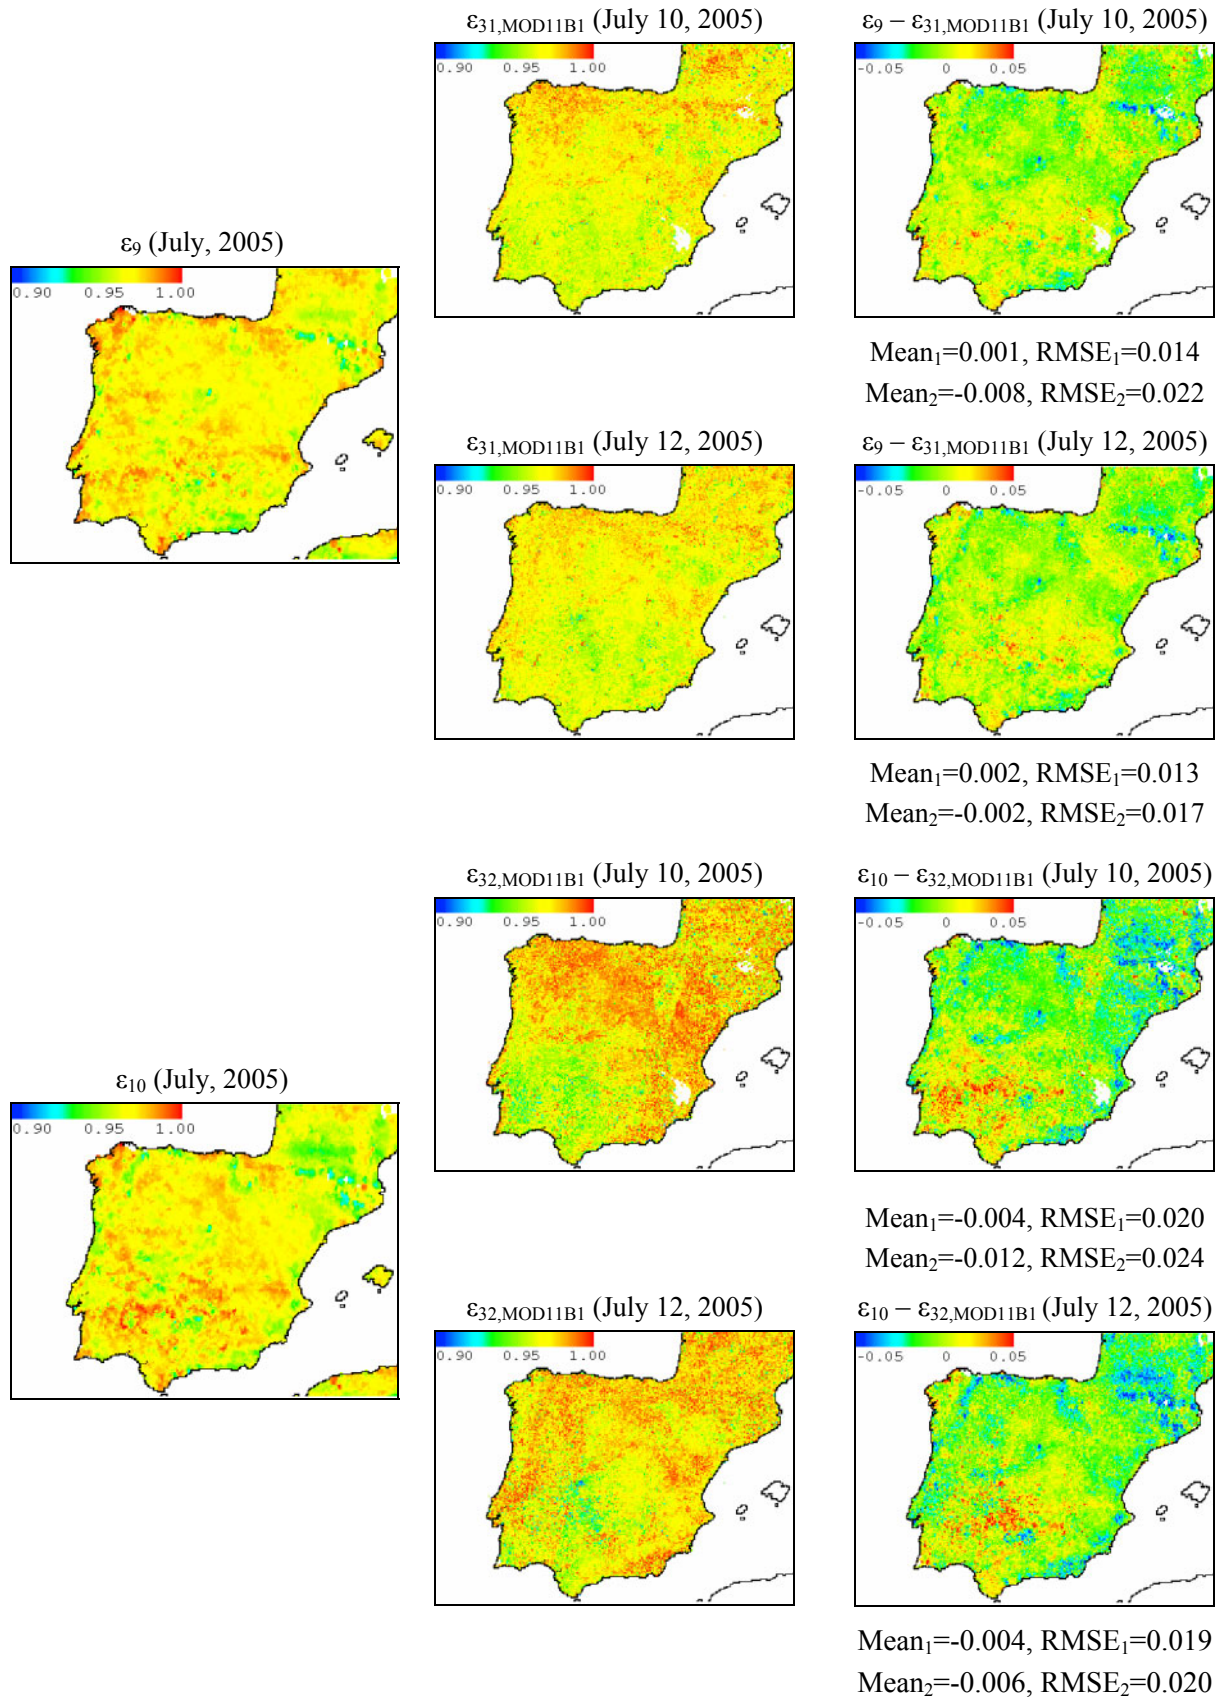 ε31,MOD11B1 (July 10, 2005)
ε9 – ε31,MOD11B1 (July 10, 2005)
0.90 0.95 1.00
-0.05 0 0.05
ε9 (July, 2005)
0.90 0.95 1.00
Mean1=0.001, RMSE1=0.014
Mean2=-0.008, RMSE2=0.022
ε31,MOD11B1 (July 12, 2005)
ε9 – ε31,MOD11B1 (July 12, 2005)
0.90 0.95 1.00
-0.05 0 0.05
Mean1=0.002, RMSE1=0.013
Mean2=-0.002, RMSE2=0.017
ε32,MOD11B1 (July 10, 2005)
ε10 – ε32,MOD11B1 (July 10, 2005)
0.90 0.95 1.00
-0.05 0 0.05
ε10 (July, 2005)
0.90 0.95 1.00
Mean1=-0.004, RMSE1=0.020
Mean2=-0.012, RMSE2=0.024
ε32,MOD11B1 (July 12, 2005)
ε10 – ε32,MOD11B1 (July 12, 2005)
0.90 0.95 1.00
-0.05 0 0.05
Mean1=-0.004, RMSE1=0.019
Mean2=-0.006, RMSE2=0.020